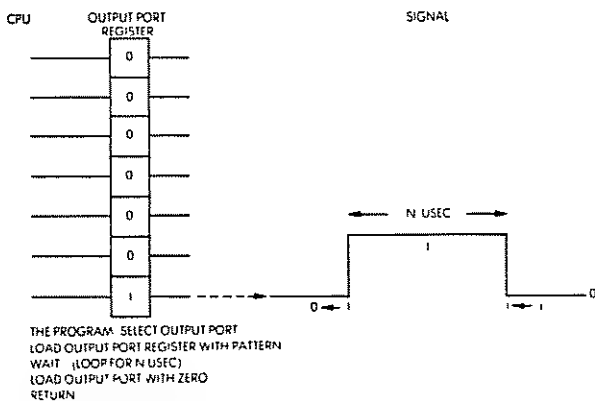 CPU
OUTPUT PORT
REGISTER
SIGNAL
0
0
0
0
0
0
1
N USEC
1
0
1
1
0
THE PROGRAM SELECT OUTPUT PORT
LOAD OUTPUT PORT REGISTER WITH PATTERN
WAIT (LOOP FOR N USEC)
LOAD OUTPUT PORT WITH ZERO
RETURN